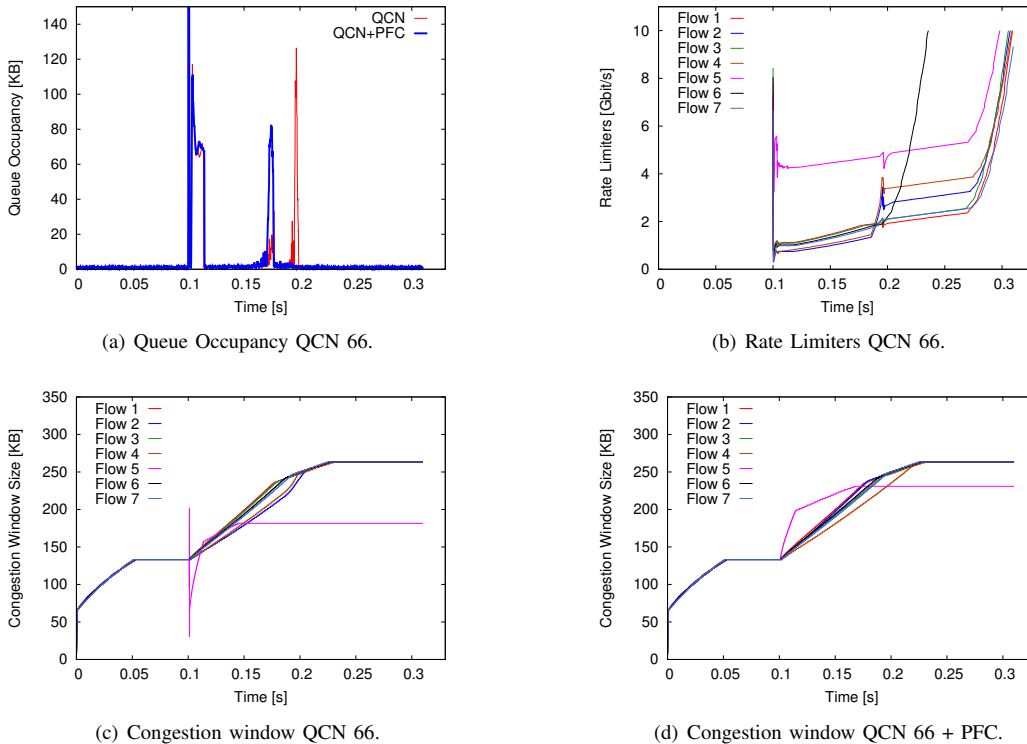 150
140
120
100
80
60
40
20
0
Queue Occupancy [KB]
QCN
QCN+PFC
0 0.05 0.1 0.15 0.2 0.25 0.3
Time [s]
(a) Queue Occupancy QCN 66.
10
8
6
4
2
0
Rate Limiters [Gbit/s]
Flow 1
Flow 2
Flow 3
Flow 4
Flow 5
Flow 6
Flow 7
0 0.05 0.1 0.15 0.2 0.25 0.3
Time [s]
(b) Rate Limiters QCN 66.
350
300
250
200
150
100
50
0
Congestion Window Size [KB]
Flow 1
Flow 2
Flow 3
Flow 4
Flow 5
Flow 6
Flow 7
0 0.05 0.1 0.15 0.2 0.25 0.3
Time [s]
(c) Congestion window QCN 66.
350
300
250
200
150
100
50
0
Congestion Window Size [KB]
Flow 1
Flow 2
Flow 3
Flow 4
Flow 5
Flow 6
Flow 7
0 0.05 0.1 0.15 0.2 0.25 0.3
Time [s]
(d) Congestion window QCN 66 + PFC.